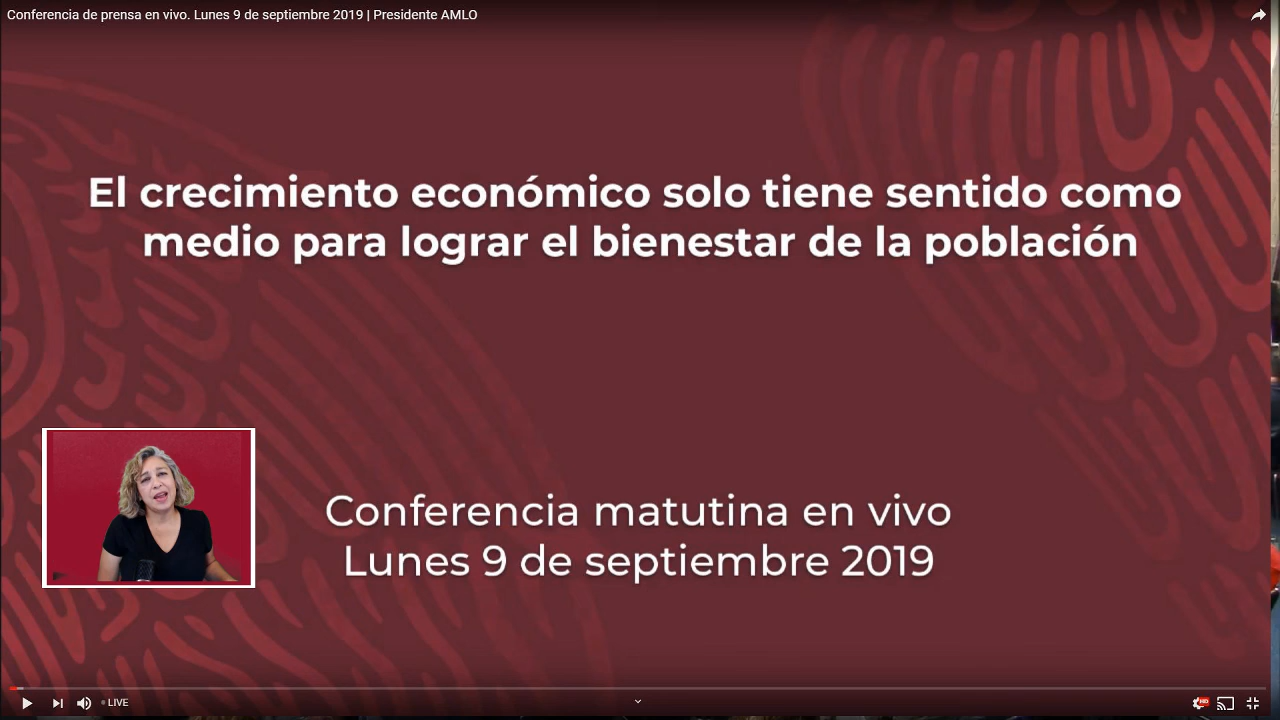 Conferencia de prensa en vivo. Lunes 9 de septiembre 2019 | Presidente AMLO
El crecimiento económico solo tiene sentido como
medio para lograr el bienestar de la población
Conferencia matutina en vivo
Lunes 9 de septiembre 2019
LIVE
HD